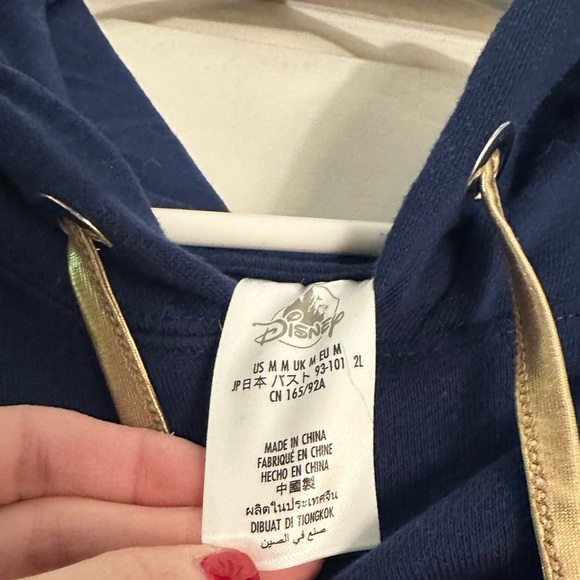 DISNEP
US M M UK M EU M
JP日本 バスト 93-101 2L
CN 165/92A
MADE IN CHINA
FABRIQUÉ EN CHINE
HECHO EN CHINA
中國製
ผลิตในประเทศจีน
DIBUAT DI TIONGKOK
صنع في الصين